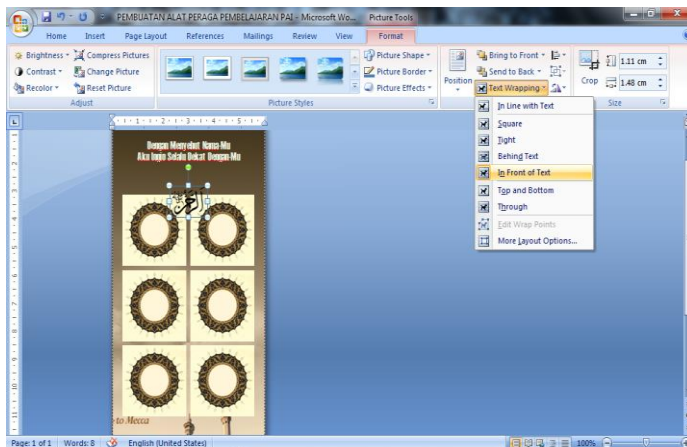 PEMBUATAN ALAT PERAGA PEMBELAJARAN PAI - Microsoft Wo...
Picture Tools
Home Insert Page Layout References Mailings Review View Format
Brightness
Contrast
Recolor
Compress Pictures
Change Picture
Reset Picture
Adjust
Picture Shape
Picture Border
Picture Effects
Picture Styles
Position
Bring to Front
Send to Back
Text Wrapping
Crop
1.11 cm
1.48 cm
Size
In Line with Text
Square
Tight
Behind Text
In Front of Text
Top and Bottom
Through
Edit Wrap Points
More Layout Options...
Dengan Menyebut Nama-Mu
Aku Ingin Selalu Dekat Dengan-Mu
الرحمن
to Mecca
Page: 1 of 1 Words: 8 English (United States) 100%